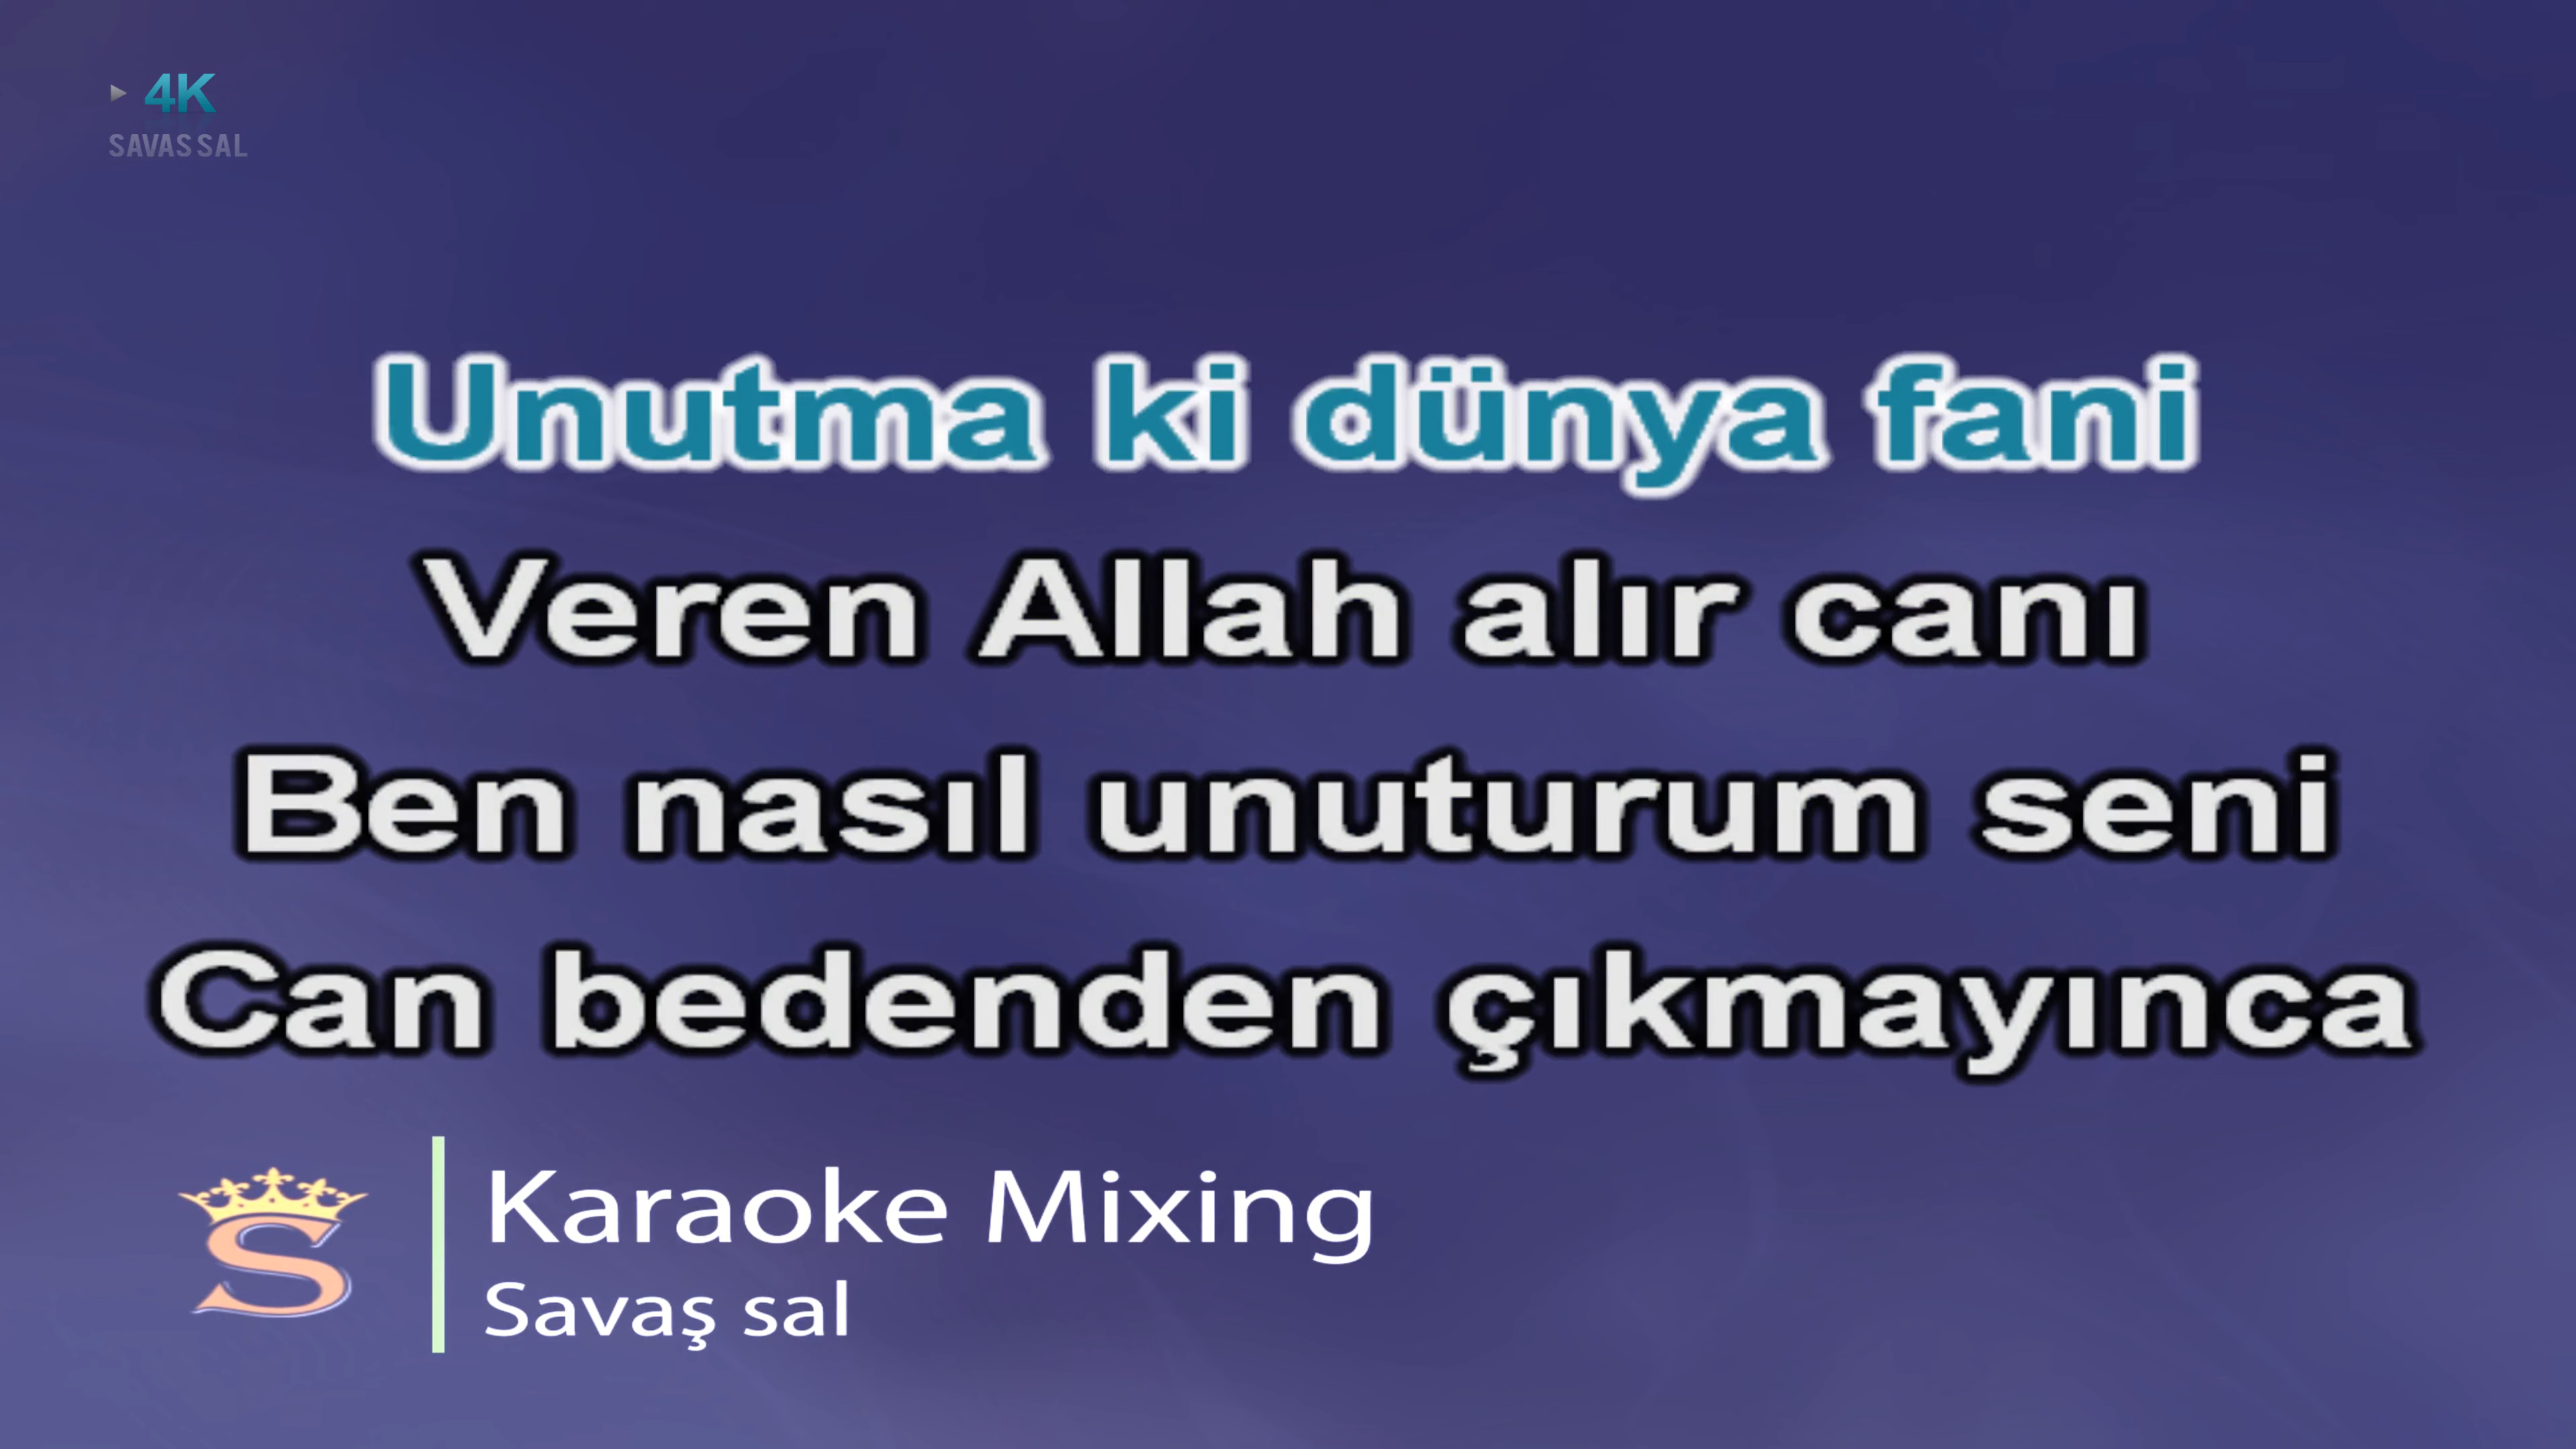 4K
SAVAS SAL
Unutma ki dünya fani
Veren Allah alır canı
Ben nasıl unuturum seni
Can bedenden çıkmayınca
S
Karaoke Mixing
Savaş sal